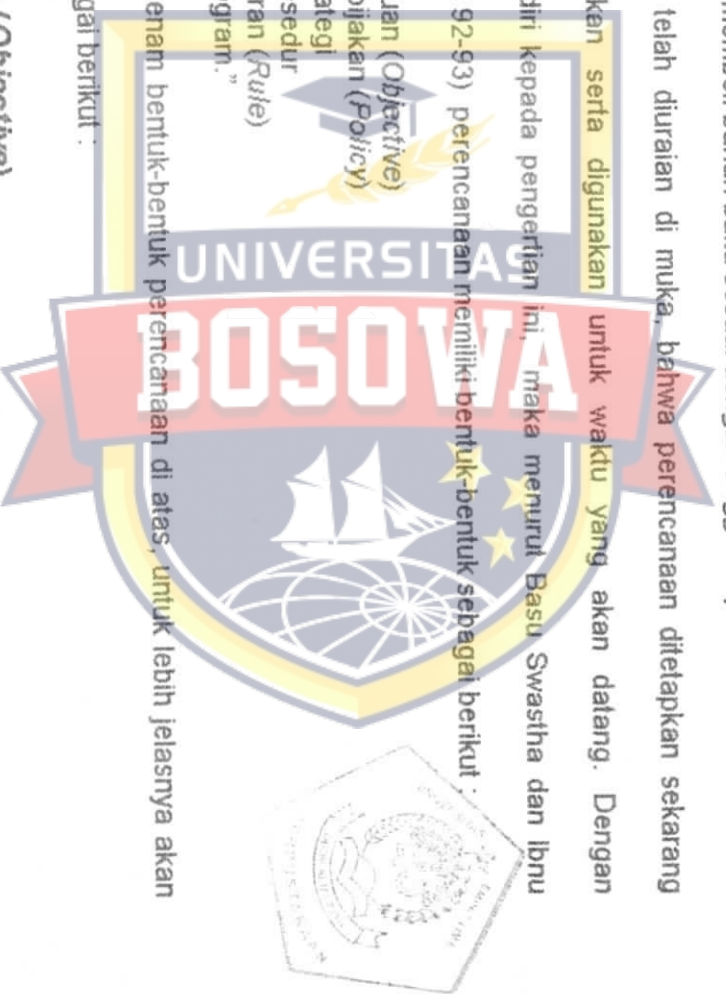 telah diuraian di muka, bahwa perencanaan ditetapkan sekarang
kan serta digunakan untuk waktu yang akan datang. Dengan
diri kepada pengertian ini, maka menurut Basu Swastha dan Ibnu
92-93) perencanaan memiliki bentuk-bentuk sebagai berikut :
uan (Objective)
bijakan (Policy)
ategi
sedur
ran (Rule)
gram."
enam bentuk-bentuk perencanaan di atas, untuk lebih jelasnya akan
gai berikut :
(Objective)
UNIVERSITAS
BOSOWA